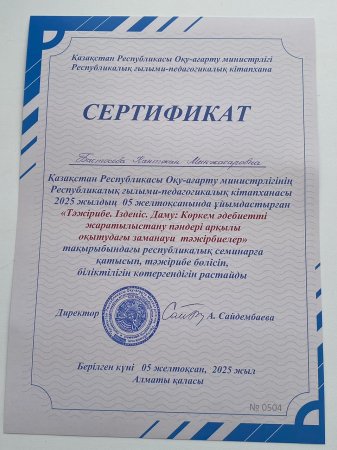 Қазақстан Республикасы Оқу-ағарту министрлігі
Республикалық ғылыми-педагогикалық кітапхана
СЕРТИФИКАТ
Қазақстан Республикасы Оқу-ағарту министрлігінің
Республикалық ғылыми-педагогикалық кітапханасы
2025 жылдың 05 желтоқсанында ұйымдастырған
«Тәжірибе. Ізденіс. Даму: Көркем әдебиетті
жаратылыстану пәндері арқылы
оқытудағы заманауи тәжірбиелер»
тақырыбындағы республикалық семинарға
қатысып, тәжірибе бөлісін,
біліктілігін көтергендігін растайды
Директор А. Сайдембаева
Берілген күні 05 желтоқсан, 2025 жыл
Алматы қаласы
№ 0504